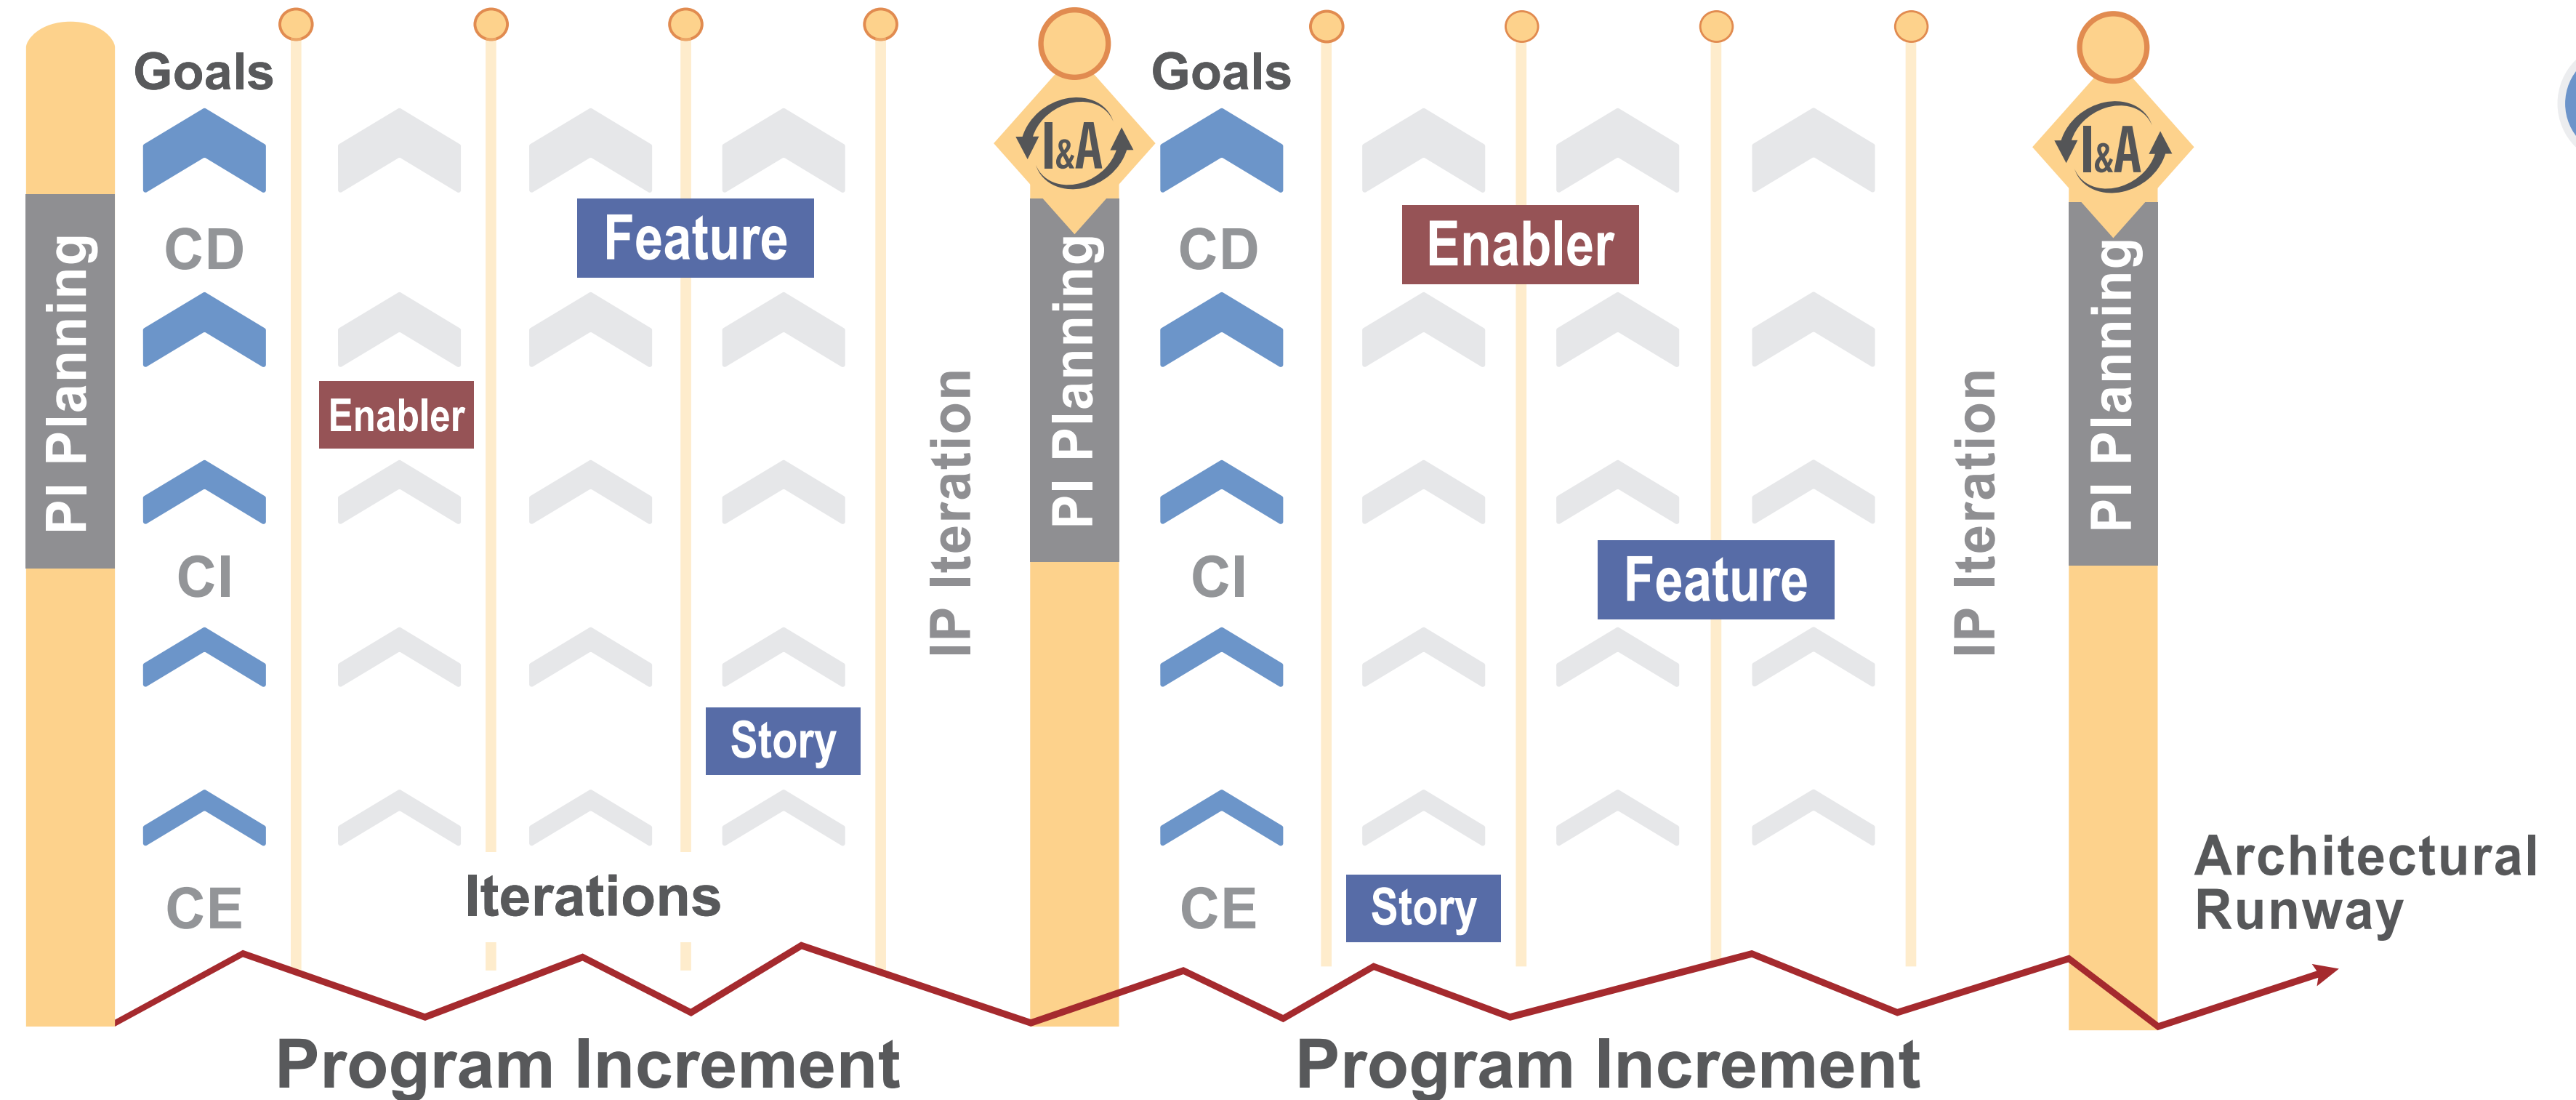 Goals
Goals
I&A
I&A
PI Planning
CD
Feature
PI Planning
CD
Enabler
PI Planning
Enabler
IP Iteration
IP Iteration
CI
CI
Feature
Story
Architectural
Runway
CE
Iterations
CE
Story
Program Increment
Program Increment